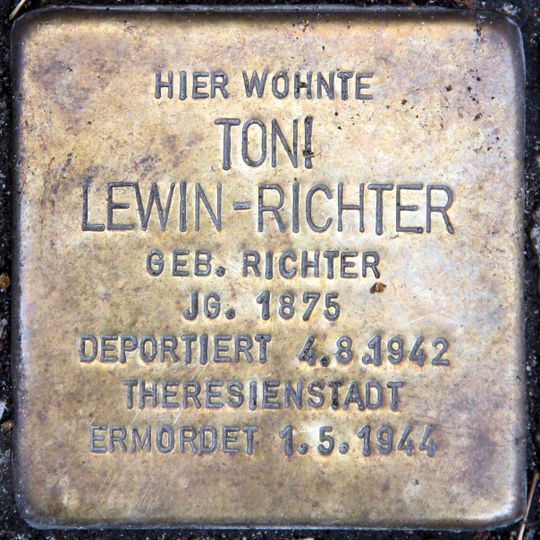 HIER WOHNTE
TONI
LEWIN-RICHTER
GEB. RICHTER
JG. 1875
DEPORTIERT 4.8.1942
THERESIENSTADT
ERMORDET 1.5.1944